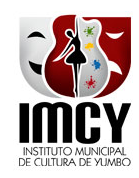 IMCY
INSTITUTO MUNICIPAL
DE CULTURA DE YUMBO